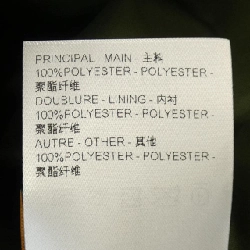 PRINCIPAL - MAIN - 主料
100%POLYESTER - POLYESTER -
聚酯纤维
DOUBLURE - LINING - 内衬
100%POLYESTER - POLYESTER -
聚酯纤维
AUTRE - OTHER - 其他
100%POLYESTER - POLYESTER -
聚酯纤维